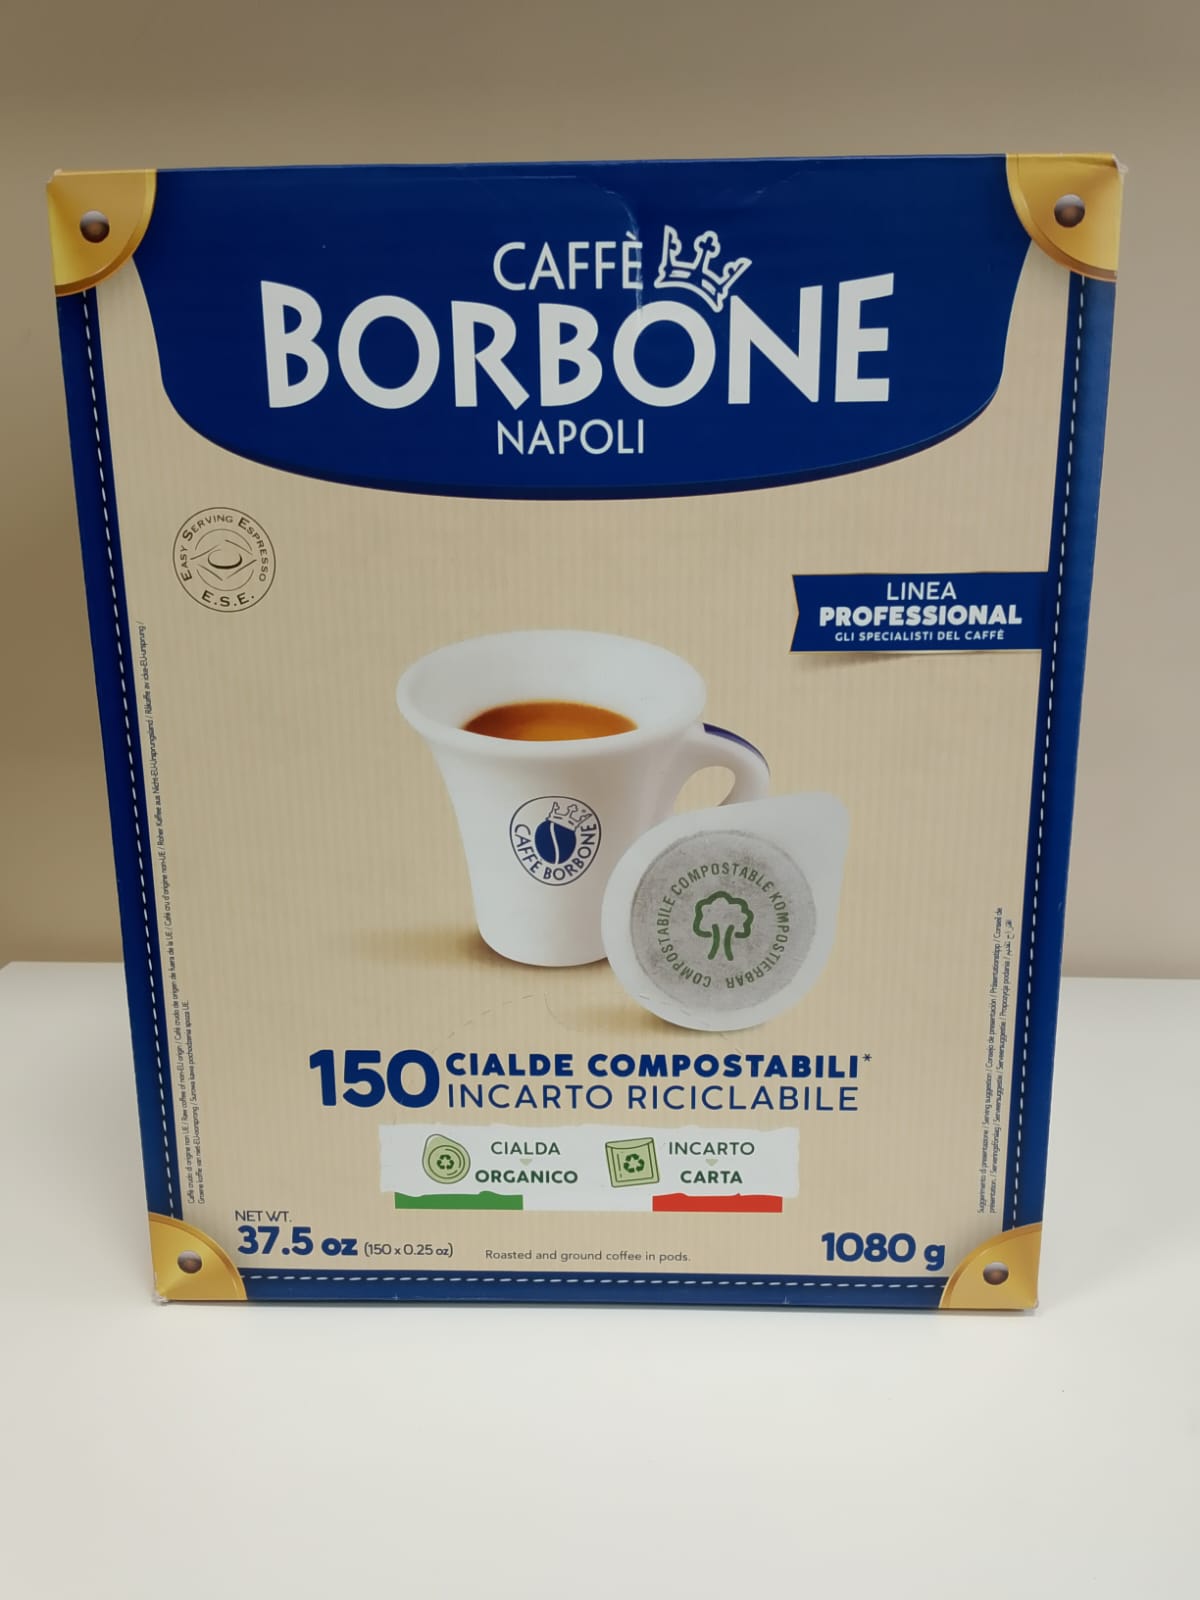 CAFFÈ
BORBONE
NAPOLI
EASY SERVING ESPRESSO
E.S.E.
LINEA
PROFESSIONAL
GLI SPECIALISTI DEL CAFFÈ
CAFFÈ BORBONE
COMPOSTABILE COMPOSTABLE KOMPOSTIERBAR
150 CIALDE COMPOSTABILI*
INCARTO RICICLABILE
CIALDA
ORGANICO
INCARTO
CARTA
NET WT.
37.5 oz (150 x 0.25 oz)
Roasted and ground coffee in pods.
1080 g